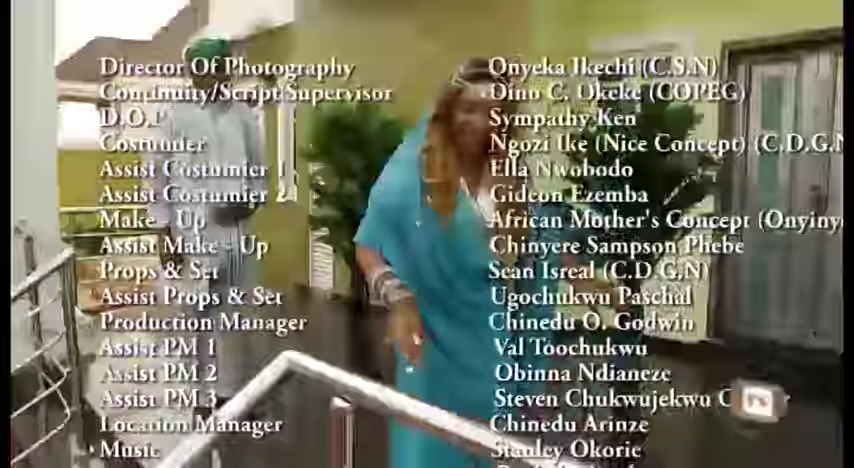 Director Of Photography Onyeka Ikechi (C.S.N)
Continuity/Script Supervisor Dino C. Okeke (COPEG)
D.O.P Sympathy Ken
Costumier Ngozi Ike (Nice Concept) (C.D.G.N
Assist Costumier 1 Ella Nwobodo
Assist Costumier 2 Gideon Ezemba
Make - Up African Mother's Concept (Onyinye
Assist Make - Up Chinyere Sampson Phebe
Props & Set Sean Isreal (C.D.G.N)
Assist Props & Set Ugochukwu Paschal
Production Manager Chinedu O. Godwin
Assist PM 1 Val Toochukwu
Assist PM 2 Obinna Ndianeze
Assist PM 3 Steven Chukwujekwu
Location Manager Chinedu Arinze
Music Stanley Okorie